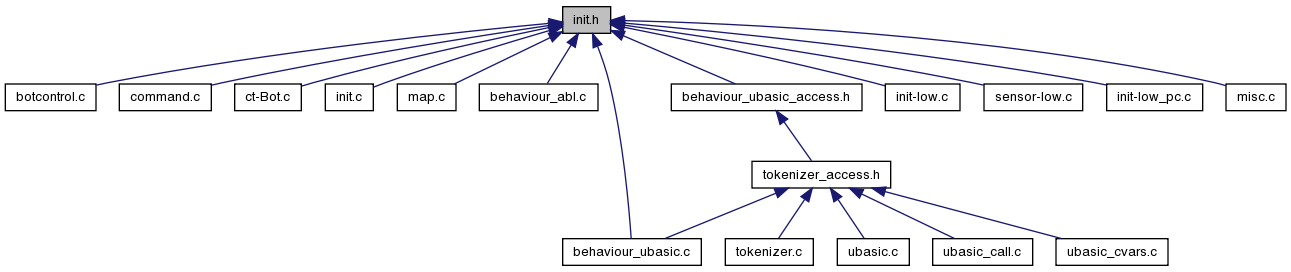 init.h
botcontrol.c
command.c
ct-Bot.c
init.c
map.c
behaviour_abl.c
behaviour_ubasic_access.h
init-low.c
sensor-low.c
init-low_pc.c
misc.c
tokenizer_access.h
behaviour_ubasic.c
tokenizer.c
ubasic.c
ubasic_call.c
ubasic_cvars.c